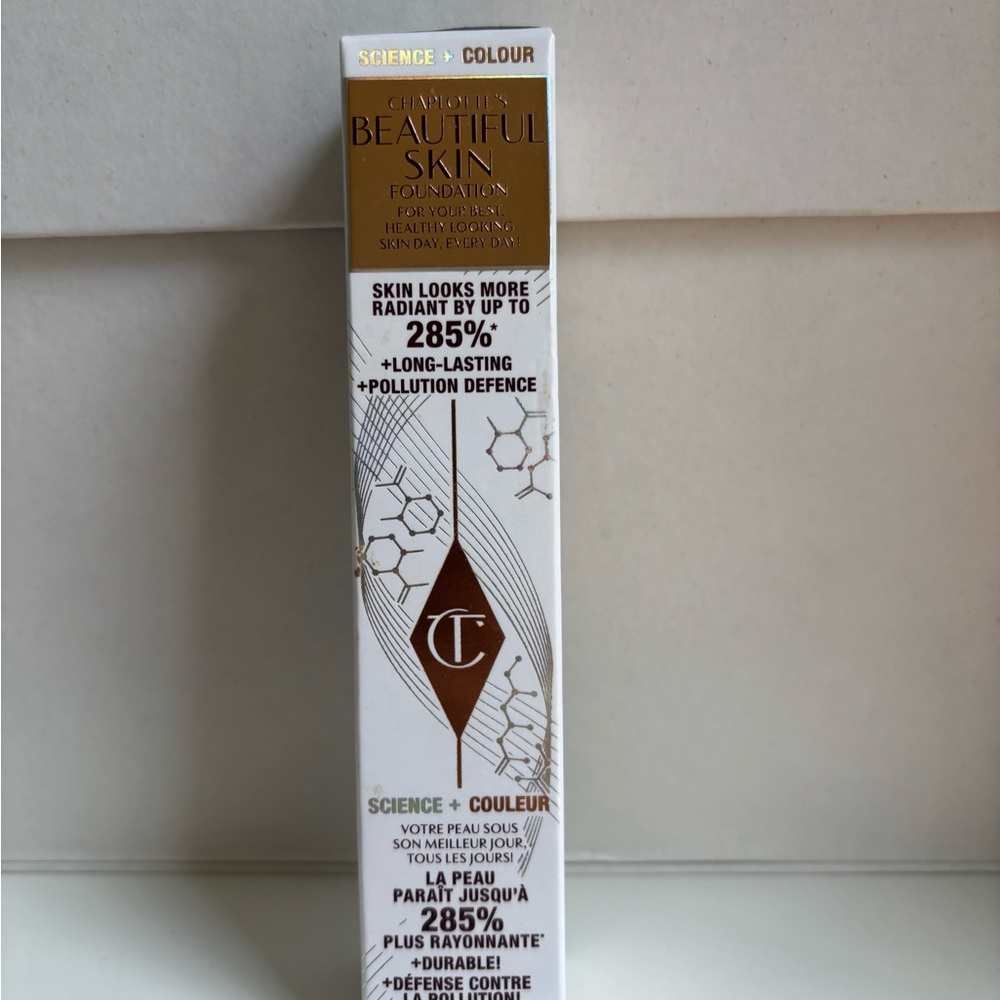 SCIENCE + COLOUR
CHARLOTTE'S
BEAUTIFUL
SKIN
FOUNDATION
FOR YOUR BEST,
HEALTHY LOOKING
SKIN DAY, EVERY DAY!
SKIN LOOKS MORE
RADIANT BY UP TO
285%*
+LONG-LASTING
+POLLUTION DEFENCE
CT
SCIENCE + COULEUR
VOTRE PEAU SOUS
SON MEILLEUR JOUR,
TOUS LES JOURS!
LA PEAU
PARAÎT JUSQU'À
285%
PLUS RAYONNANTE*
+DURABLE!
+DÉFENSE CONTRE
LA POLLUTION!